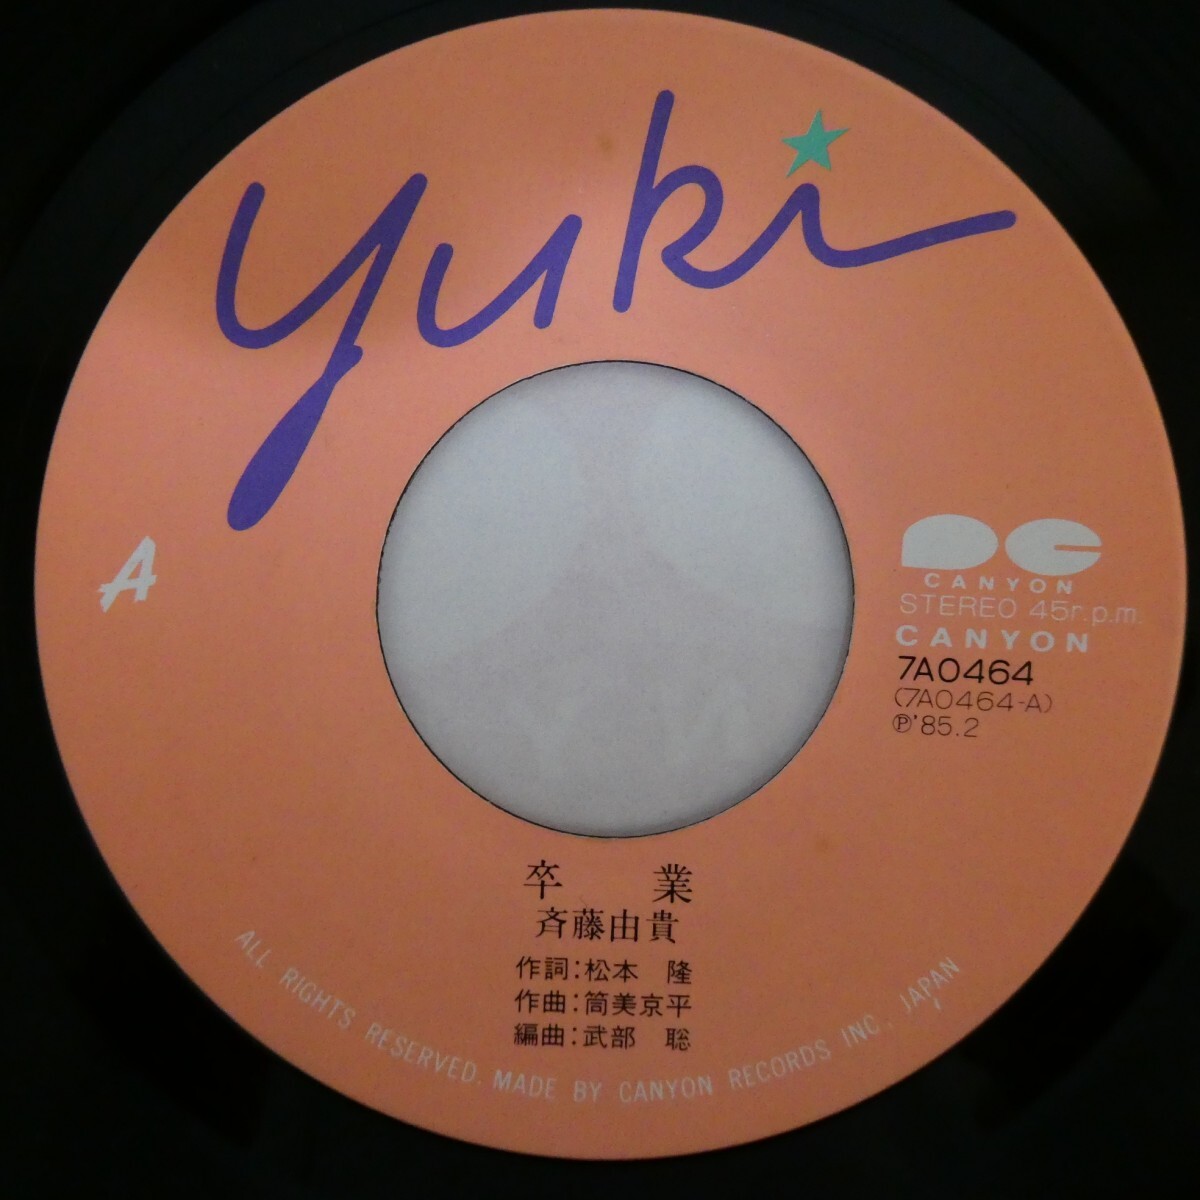 yuki
A
CANYON
STEREO 45r.p.m.
CANYON
7A0464
(7A0464-A)
Ⓟ'85.2
卒　業
斉藤由貴
作詞：松本　隆
作曲：筒美京平
編曲：武部　聡
ALL RIGHTS RESERVED. MADE BY CANYON RECORDS INC., JAPAN